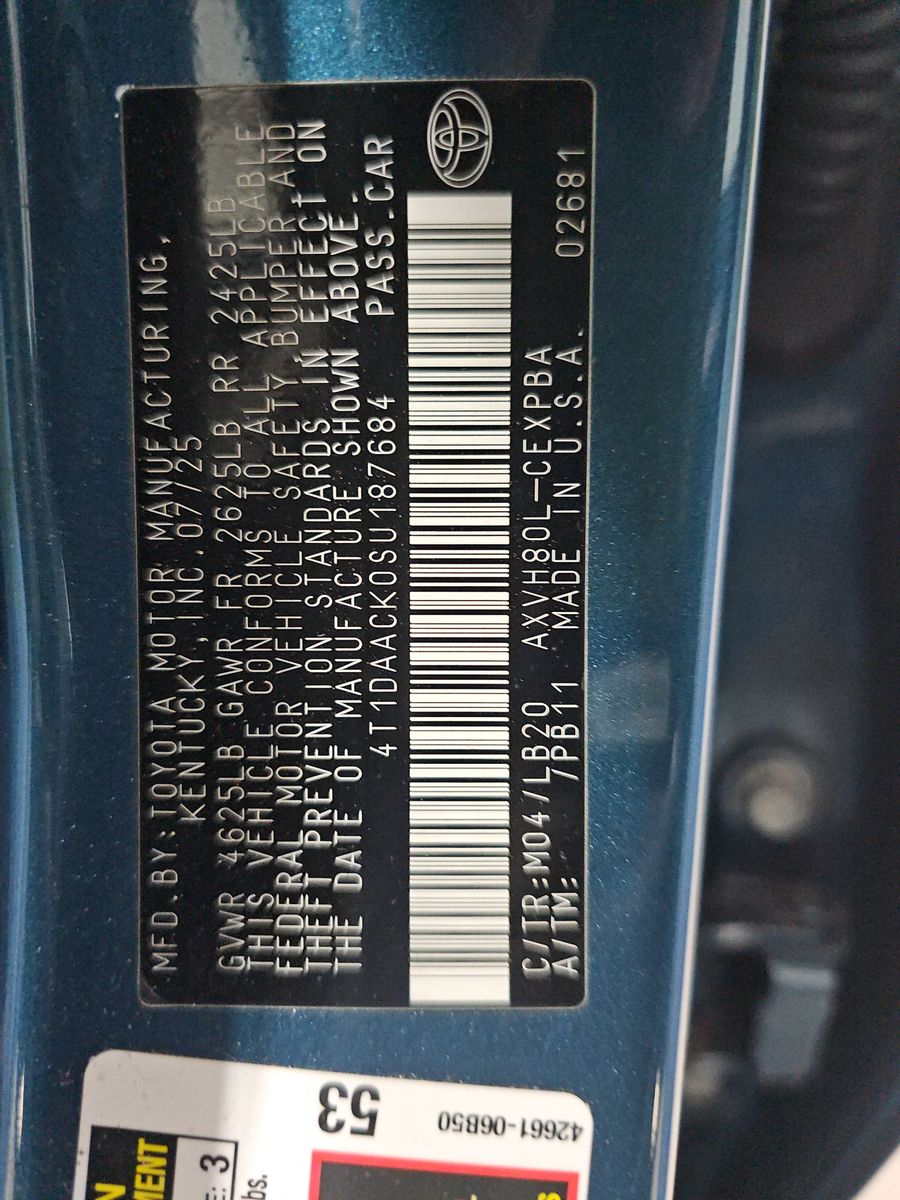 MFD.BY:TOYOTA MOTOR MANUFACTURING,
KENTUCKY,INC.07/25
GVWR 4625LB GAWR FR 2625LB RR 2425LB
THIS VEHICLE CONFORMS TO ALL APPLICABLE
FEDERAL MOTOR VEHICLE SAFETY BUMPER AND
THEFT PREVENTION STANDARDS IN EFFECT ON
THE DATE OF MANUFACTURE SHOWN ABOVE.
4T1DAACK0SU187684 PASS.CAR
C/TR:M04/LB20 AXVH80L-CEXPBA
A/TM: /PB11 MADE IN U.S.A. 02681
53
42661-06B50
3